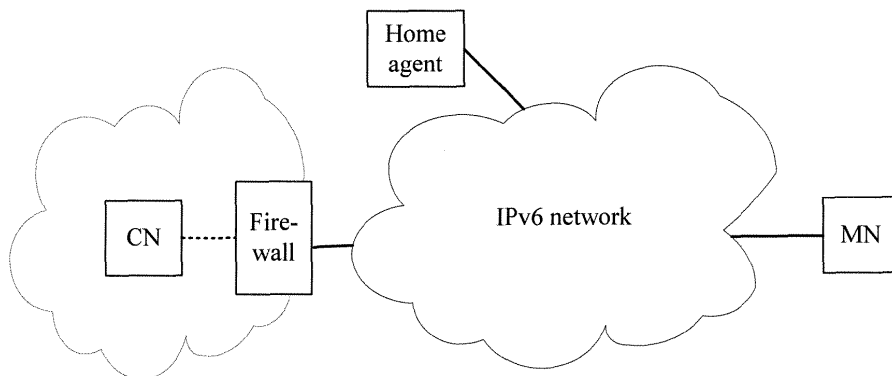 Home
agent
CN
Fire-
wall
IPv6 network
MN